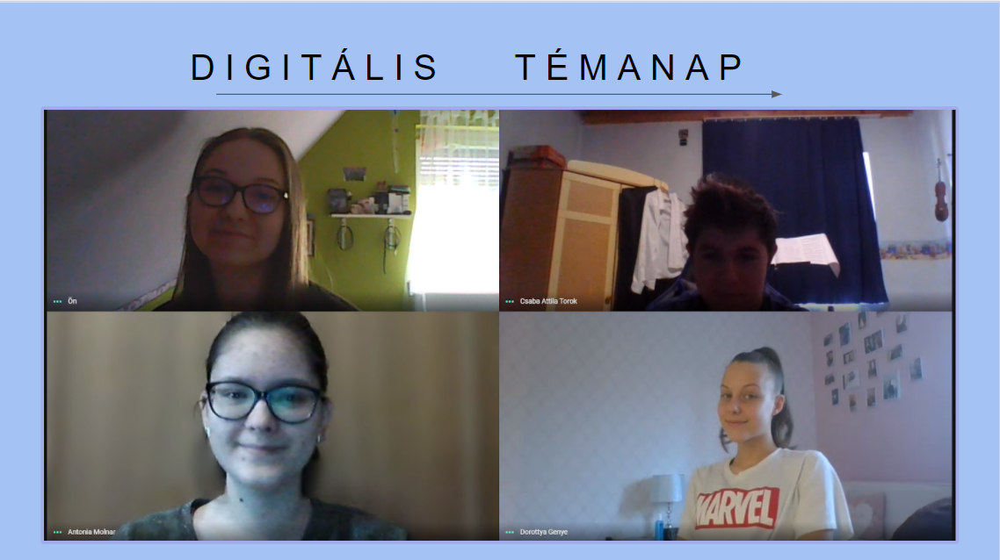 DIGITÁLIS TÉMANAP
Ön
Csaba Attila Torok
MARVEL
Antonia Molnar
Dorottya Genye